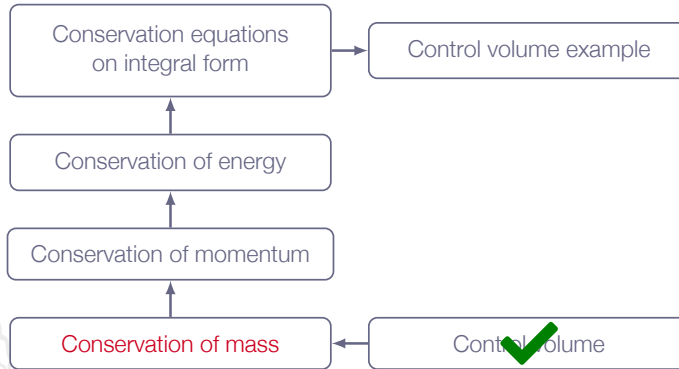 Conservation equations
on integral form
Control volume example
Conservation of energy
Conservation of momentum
Conservation of mass
Control volume